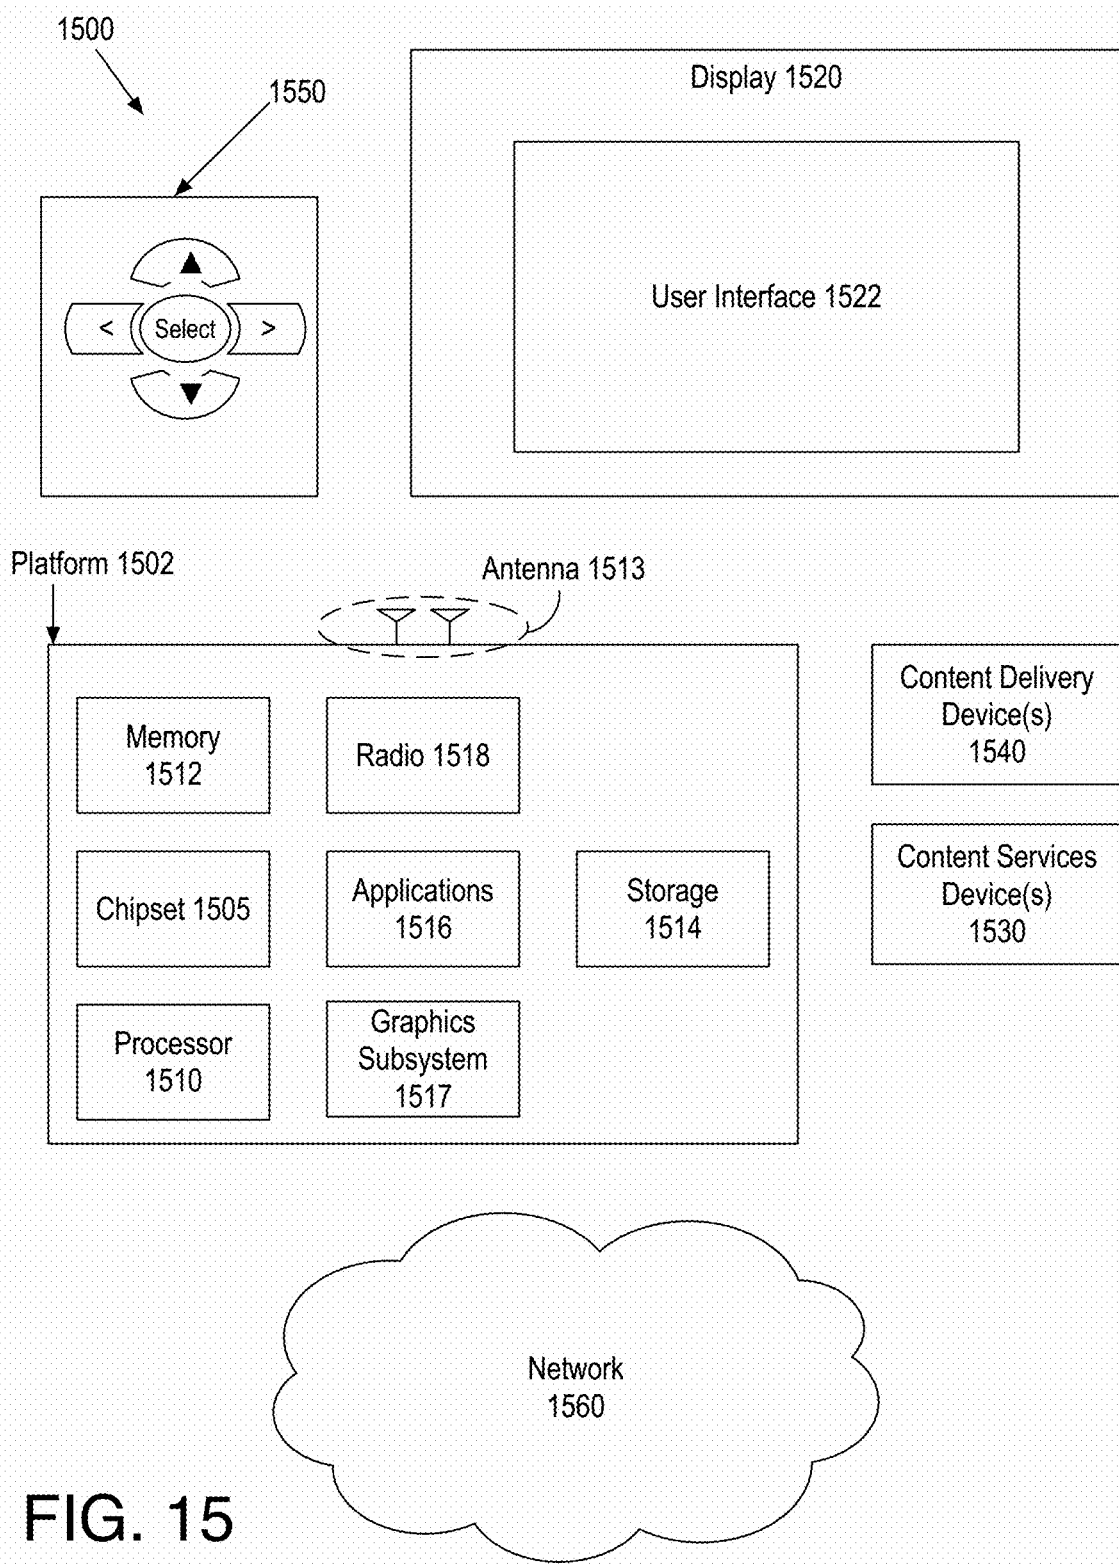 1500
1550
Display 1520
User Interface 1522
<
Select
>
Platform 1502
Antenna 1513
Memory
1512
Radio 1518
Content Delivery
Device(s)
1540
Chipset 1505
Applications
1516
Storage
1514
Content Services
Device(s)
1530
Processor
1510
Graphics
Subsystem
1517
Network
1560
FIG. 15